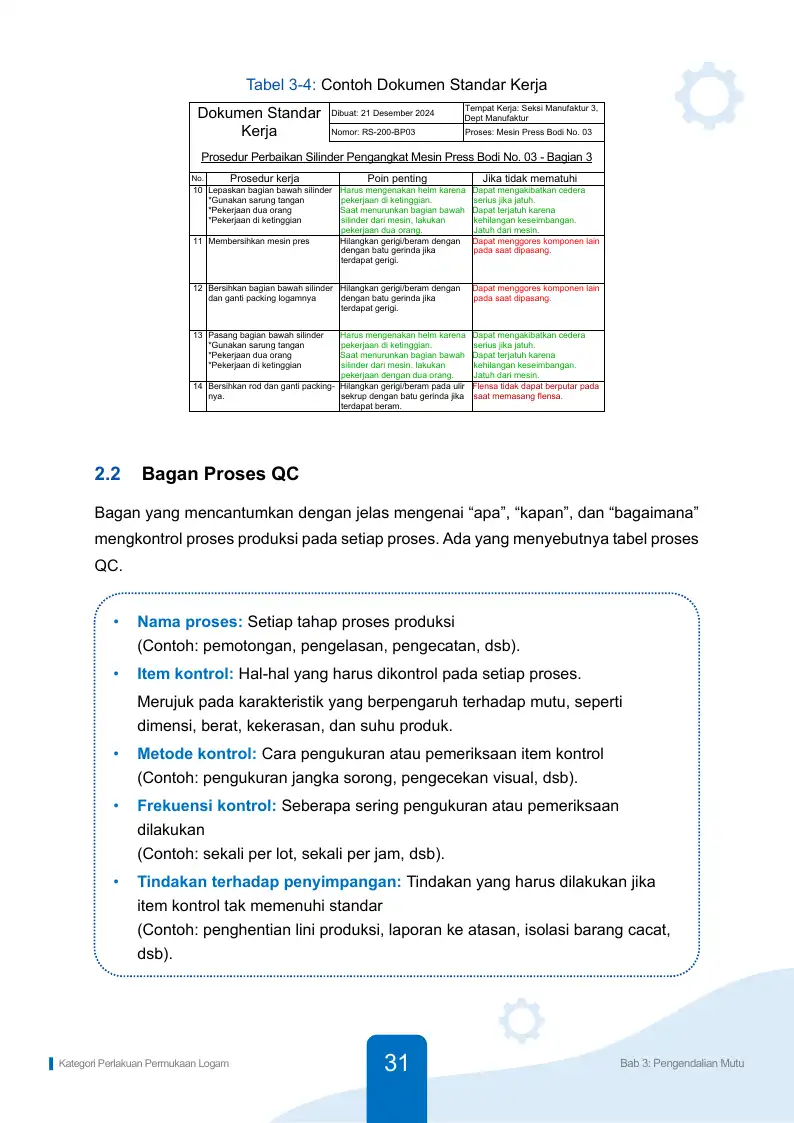 Tabel 3-4: Contoh Dokumen Standar Kerja
Dokumen Standar
Kerja
Dibuat: 21 Desember 2024
Tempat Kerja: Seksi Manufaktur 3,
Dept Manufaktur
Nomor: RS-200-BP03
Proses: Mesin Press Bodi No. 03
Prosedur Perbaikan Silinder Pengangkat Mesin Press Bodi No. 03 - Bagian 3
No. Prosedur kerja Poin penting Jika tidak mematuhi
10 Lepaskan bagian bawah silinder
*Gunakan sarung tangan
*Pekerjaan dua orang
*Pekerjaan di ketinggian
Harus mengenakan helm karena
pekerjaan di ketinggian.
Saat menurunkan bagian bawah
silinder dari mesin, lakukan
pekerjaan dua orang.
Dapat mengakibatkan cedera
serius jika jatuh.
Dapat terjatuh karena
kehilangan keseimbangan.
Jatuh dari mesin.
11 Membersihkan mesin pres
Hilangkan gerigi/beram dengan
dengan batu gerinda jika
terdapat gerigi.
Dapat menggores komponen lain
pada saat dipasang.
12 Bersihkan bagian bawah silinder
dan ganti packing logamnya
Hilangkan gerigi/beram dengan
dengan batu gerinda jika
terdapat gerigi.
Dapat menggores komponen lain
pada saat dipasang.
13 Pasang bagian bawah silinder
*Gunakan sarung tangan
*Pekerjaan dua orang
*Pekerjaan di ketinggian
Harus mengenakan helm karena
pekerjaan di ketinggian.
Saat menurunkan bagian bawah
silinder dari mesin. lakukan
pekerjaan dengan dua orang.
Dapat mengakibatkan cedera
serius jika jatuh.
Dapat terjatuh karena
kehilangan keseimbangan.
Jatuh dari mesin.
14 Bersihkan rod dan ganti packing-
nya.
Hilangkan gerigi/beram pada ulir
sekrup dengan batu gerinda jika
terdapat beram.
Flensa tidak dapat berputar pada
saat memasang flensa.
2.2 Bagan Proses QC
Bagan yang mencantumkan dengan jelas mengenai “apa”, “kapan”, dan “bagaimana”
mengkontrol proses produksi pada setiap proses. Ada yang menyebutnya tabel proses
QC.
• Nama proses: Setiap tahap proses produksi
(Contoh: pemotongan, pengelasan, pengecatan, dsb).
• Item kontrol: Hal-hal yang harus dikontrol pada setiap proses.
Merujuk pada karakteristik yang berpengaruh terhadap mutu, seperti
dimensi, berat, kekerasan, dan suhu produk.
• Metode kontrol: Cara pengukuran atau pemeriksaan item kontrol
(Contoh: pengukuran jangka sorong, pengecekan visual, dsb).
• Frekuensi kontrol: Seberapa sering pengukuran atau pemeriksaan
dilakukan
(Contoh: sekali per lot, sekali per jam, dsb).
• Tindakan terhadap penyimpangan: Tindakan yang harus dilakukan jika
item kontrol tak memenuhi standar
(Contoh: penghentian lini produksi, laporan ke atasan, isolasi barang cacat,
dsb).
Kategori Perlakuan Permukaan Logam
31
Bab 3: Pengendalian Mutu